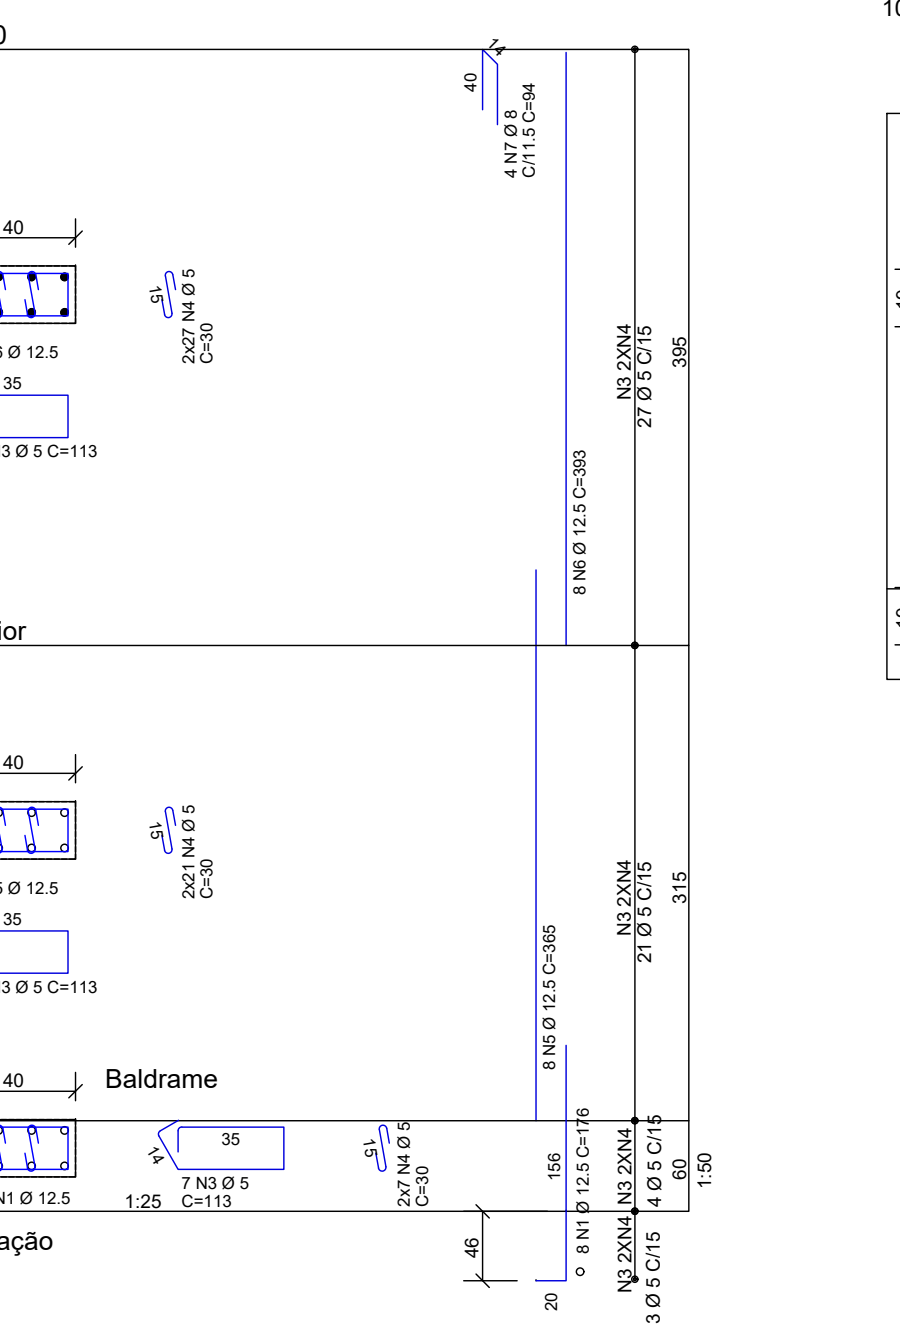 10
0
14
40
4 N7 Ø 8
C/11.5 C=94
40
15
2x27 N4 Ø 5
C=30
6 Ø 12.5
35
13 Ø 5 C=113
N3 2XN4
27 Ø 5 C/15
395
8 N6 Ø 12.5 C=393
ior
40
15
2x21 N4 Ø 5
C=30
5 Ø 12.5
35
13 Ø 5 C=113
N3 2XN4
21 Ø 5 C/15
315
8 N5 Ø 12.5 C=365
40
Baldrame
14
35
7 N3 Ø 5
C=113
15
2x7 N4 Ø 5
C=30
N1 Ø 12.5
1:25
156
8 N1 Ø 12.5 C=176
N3 2XN4
4 Ø 5 C/15
60
1:50
ação
46
20
N3 2XN4
3 Ø 5 C/15